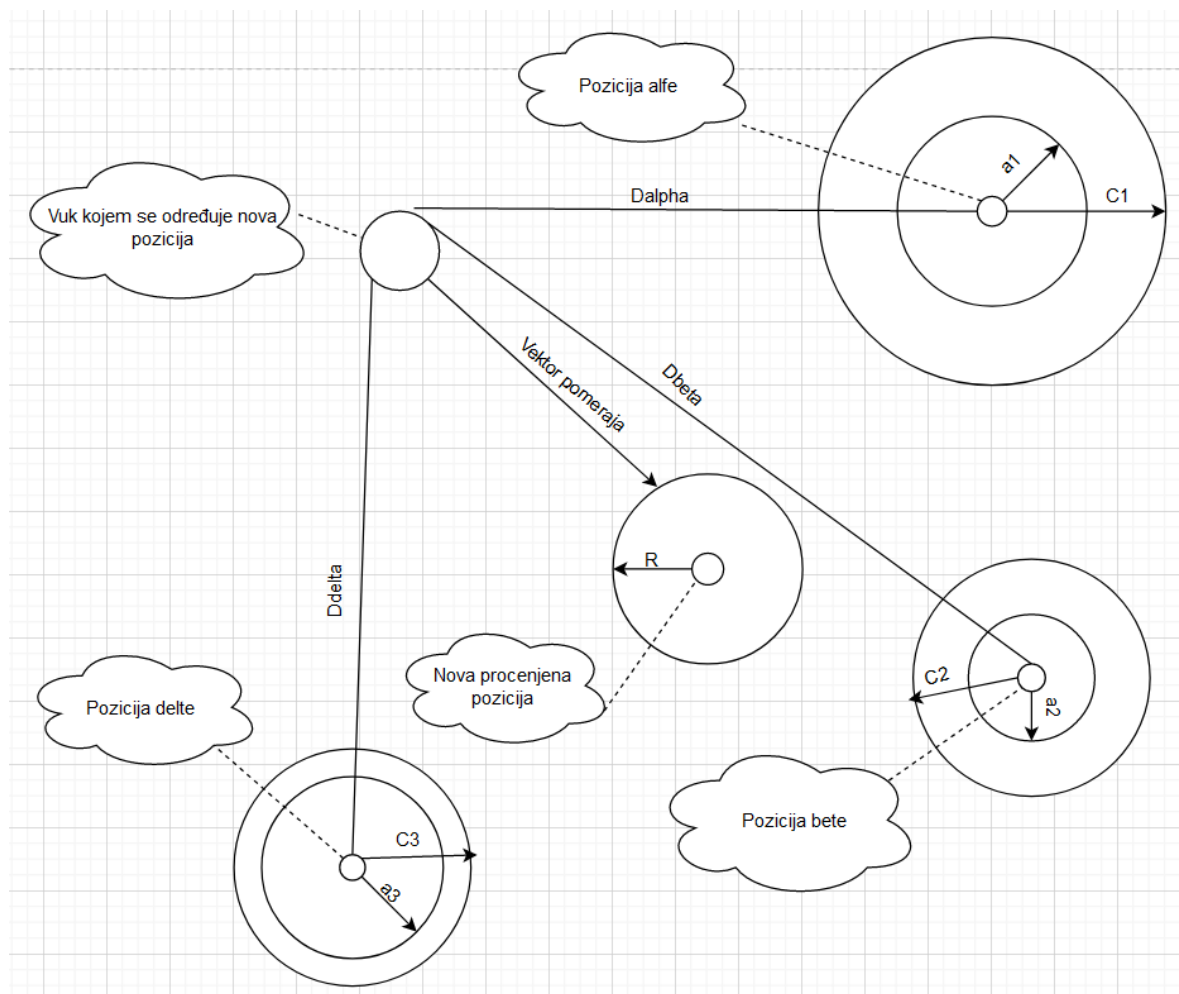 Pozicija alfe
a1
C1
Dalpha
Vuk kojem se određuje nova
pozicija
Vektor pomeraja
Dbeta
R
Ddelta
Nova procenjena
pozicija
C2
a2
Pozicija delte
Pozicija bete
C3
a3